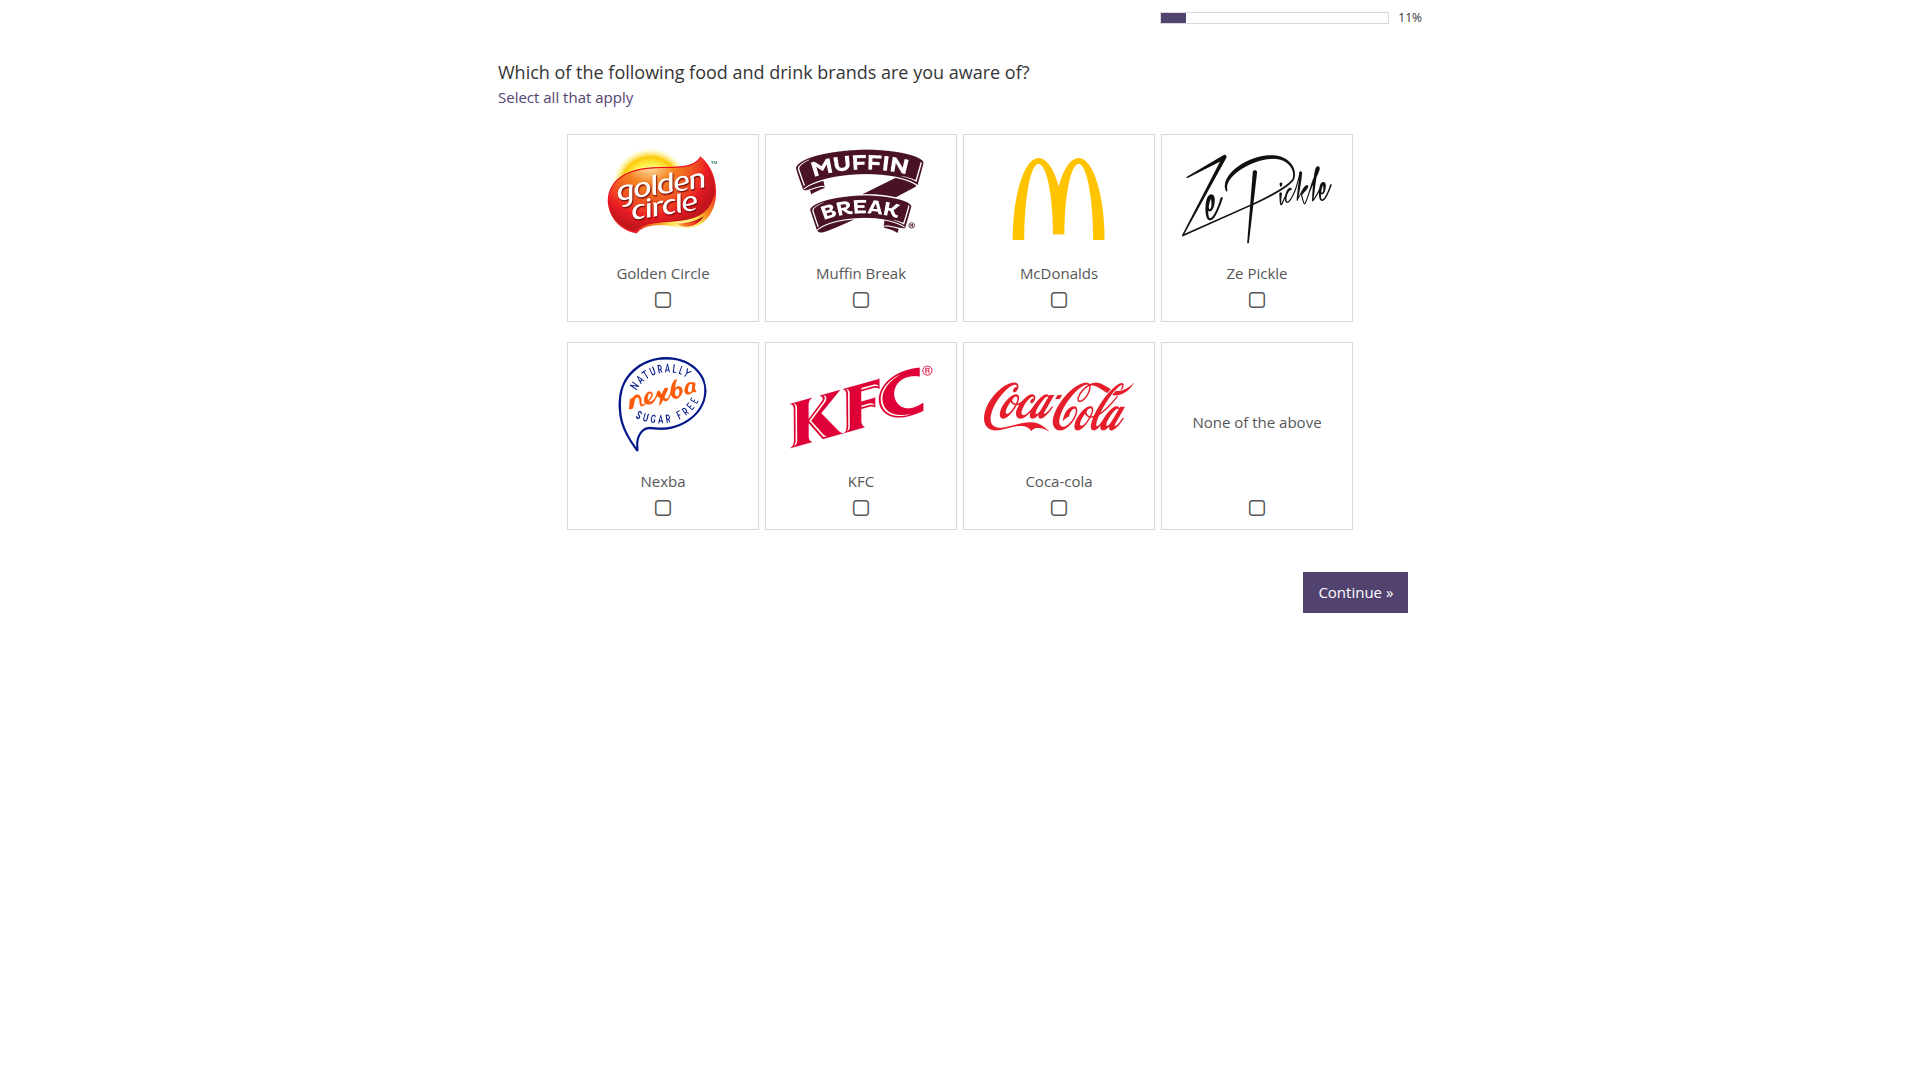 11%
Which of the following food and drink brands are you aware of?
Select all that apply
golden
circle
™
MUFFIN
BREAK
®
Ze Pickle
Golden Circle
Muffin Break
McDonalds
Ze Pickle
NATURALLY
nexba
SUGAR FREE
KFC
®
Coca-Cola
None of the above
Nexba
KFC
Coca-cola
Continue »